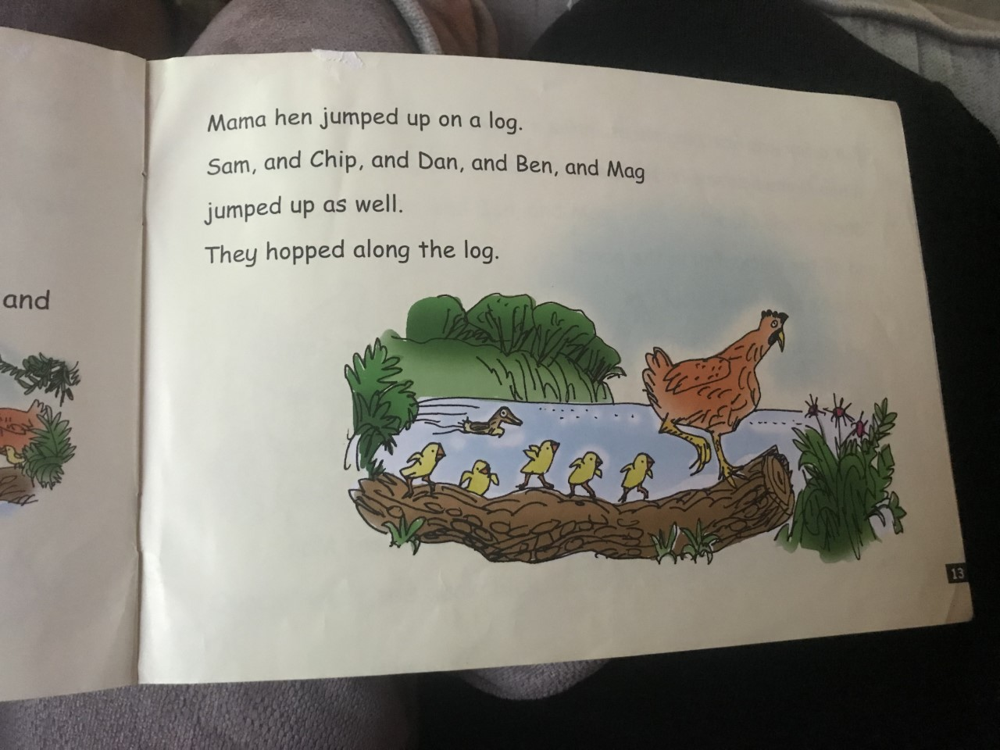 and
Mama hen jumped up on a log.
Sam, and Chip, and Dan, and Ben, and Mag
jumped up as well.
They hopped along the log.
13